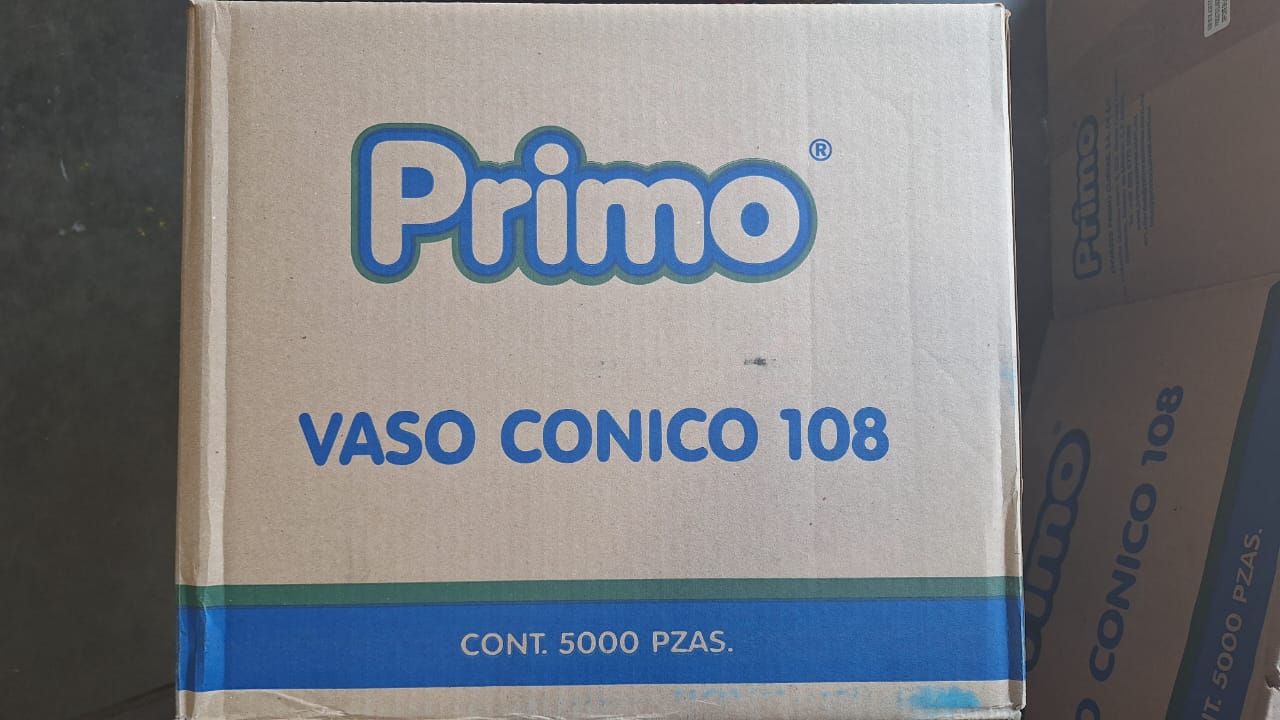 Primo®
VASO CONICO 108
CONT. 5000 PZAS.
Primo
CONICO 108
5000 PZAS.